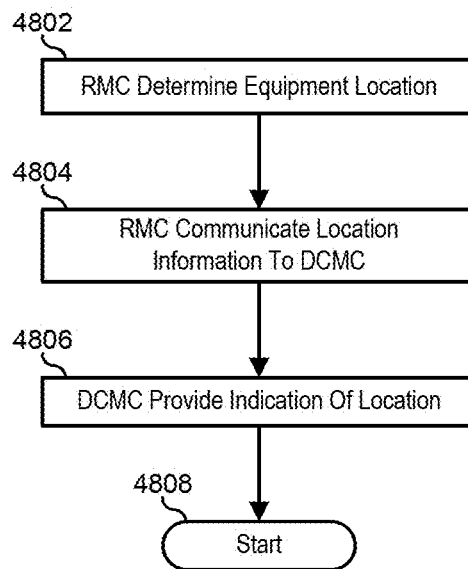 4802
RMC Determine Equipment Location
4804
RMC Communicate Location
Information To DCMC
4806
DCMC Provide Indication Of Location
4808
Start